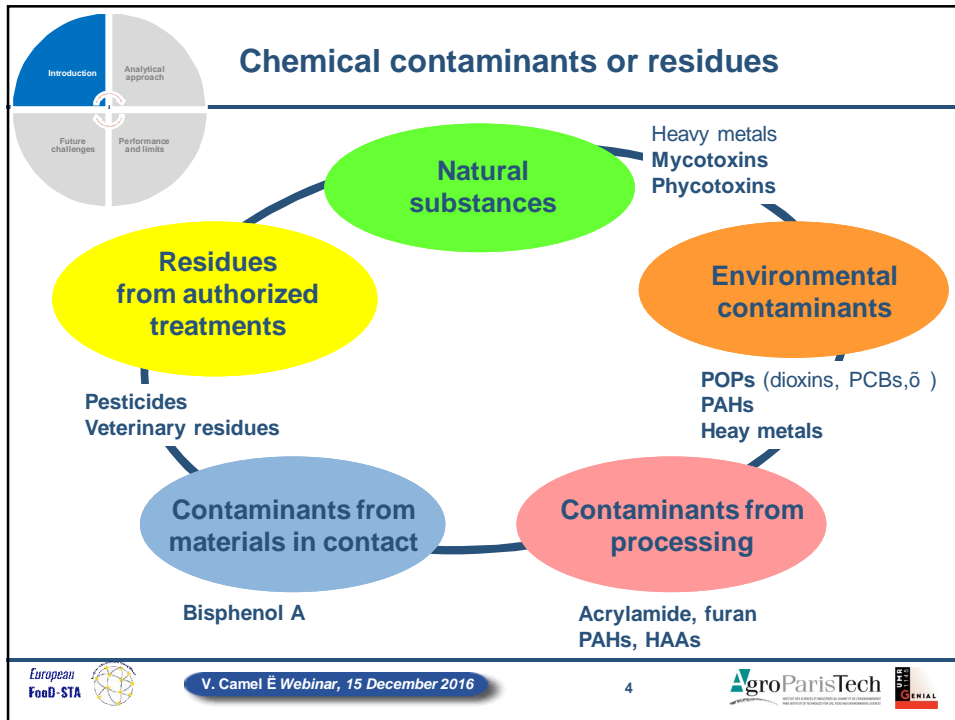 Chemical contaminants or residues
Introduction
Analytical
approach
Future
challenges
Performance
and limits
Natural
substances
Heavy metals
Mycotoxins
Phycotoxins
Residues
from authorized
treatments
Environmental
contaminants
Pesticides
Veterinary residues
POPs (dioxins, PCBs,õ )
PAHs
Heay metals
Contaminants from
materials in contact
Contaminants from
processing
Bisphenol A
Acrylamide, furan
PAHs, HAAs
European
FooD-STA
V. Camel Ë Webinar, 15 December 2016
4
AgroParisTech
UMR
1145
GENIAL